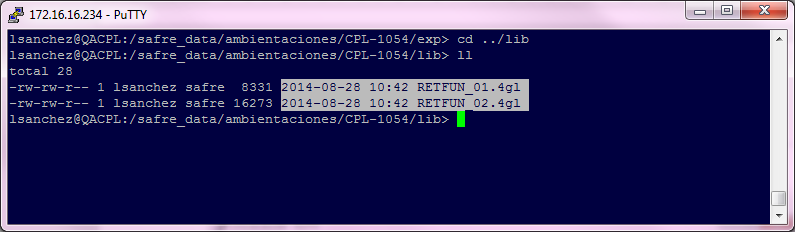 172.16.16.234 - PuTTY
lsanchez@QACPL:/safre_data/ambientaciones/CPL-1054/exp> cd ../lib
lsanchez@QACPL:/safre_data/ambientaciones/CPL-1054/lib> ll
total 28
-rw-rw-r-- 1 lsanchez safre  8331 2014-08-28 10:42 RETFUN_01.4gl
-rw-rw-r-- 1 lsanchez safre 16273 2014-08-28 10:42 RETFUN_02.4gl
lsanchez@QACPL:/safre_data/ambientaciones/CPL-1054/lib>